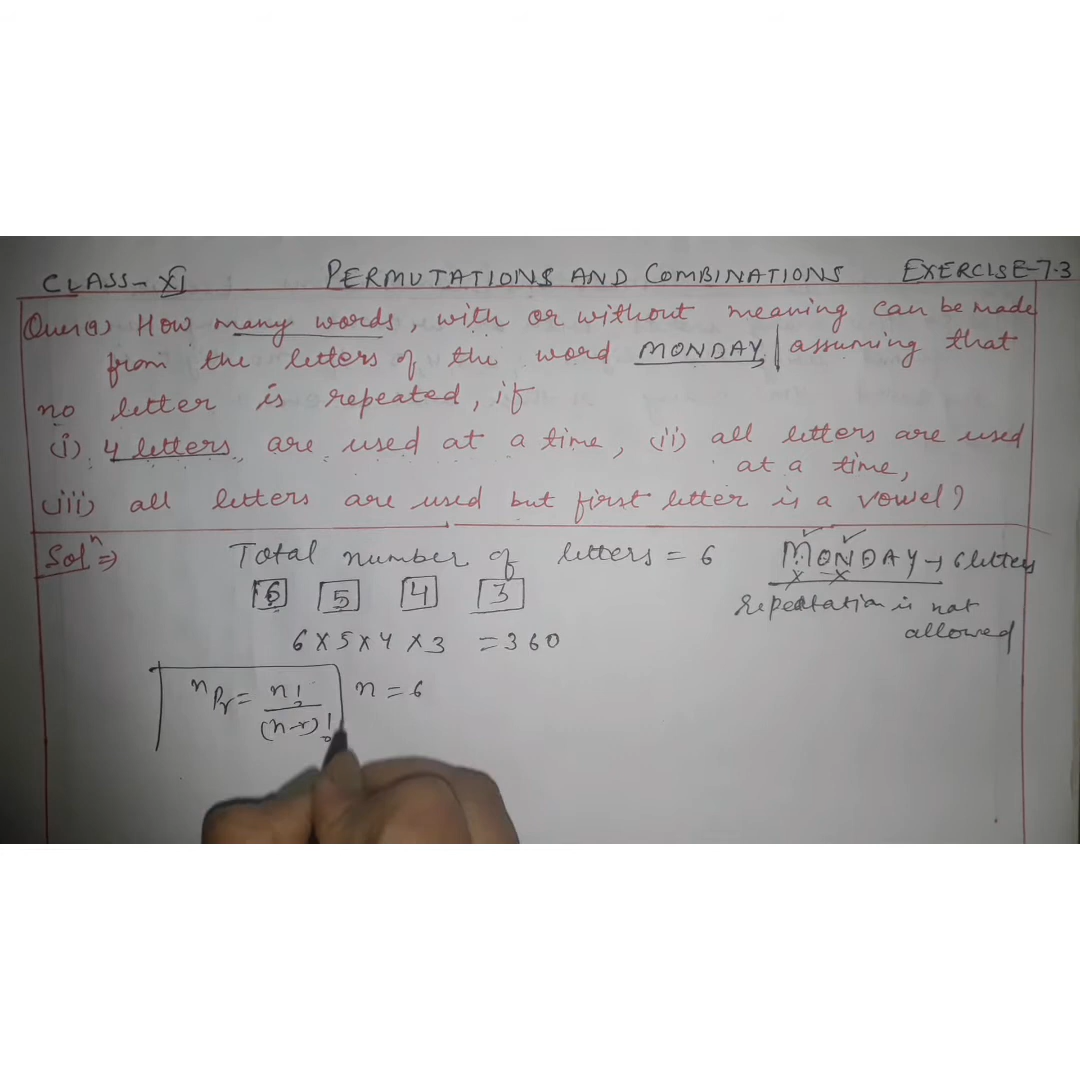 CLASS-XI PERMUTATIONS AND COMBINATIONS EXERCISE-7.3
Ques(9) How many words, with or without meaning can be made
from the letters of the word MONDAY, assuming that
no letter is repeated, if
(i) 4 letters are used at a time, (ii) all letters are used
at a time,
(iii) all letters are used but first letter is a vowel?
Solⁿ⇒ Total number of letters = 6 MONDAY → 6 letters
6 5 4 3 repeatation is not
allowed
6 x 5 x 4 x 3 = 360
ⁿPr = n! / (n-r)! n = 6